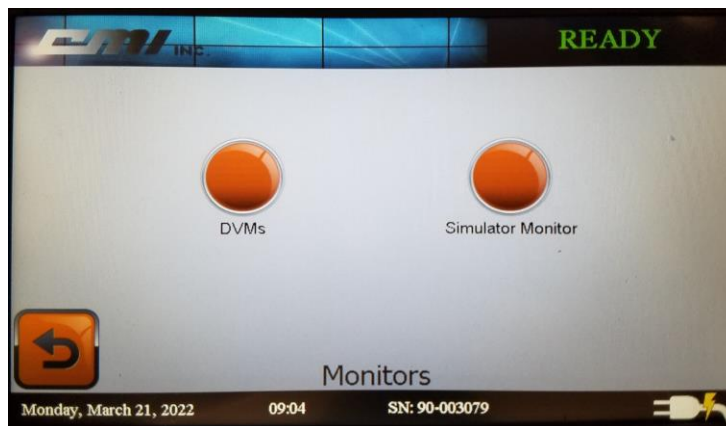 CMI INC.
READY
DVMs
Simulator Monitor
Monitors
Monday, March 21, 2022
09:04
SN: 90-003079